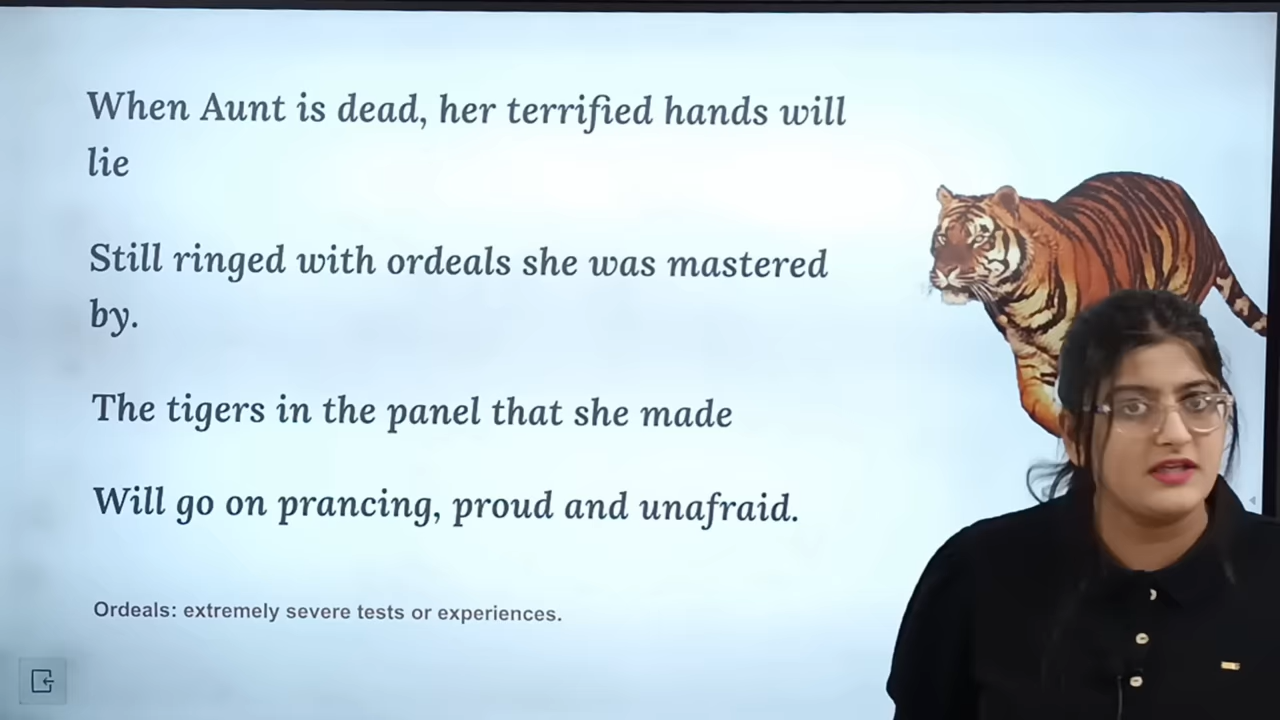 When Aunt is dead, her terrified hands will
lie
Still ringed with ordeals she was mastered
by.
The tigers in the panel that she made
Will go on prancing, proud and unafraid.
Ordeals: extremely severe tests or experiences.